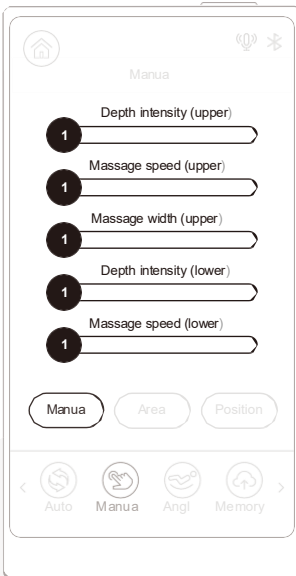 Manua
Depth intensity (upper)
1
Massage speed (upper)
1
Massage width (upper)
1
Depth intensity (lower)
1
Massage speed (lower)
1
Manua Area Position
Auto Manua Angl Memory